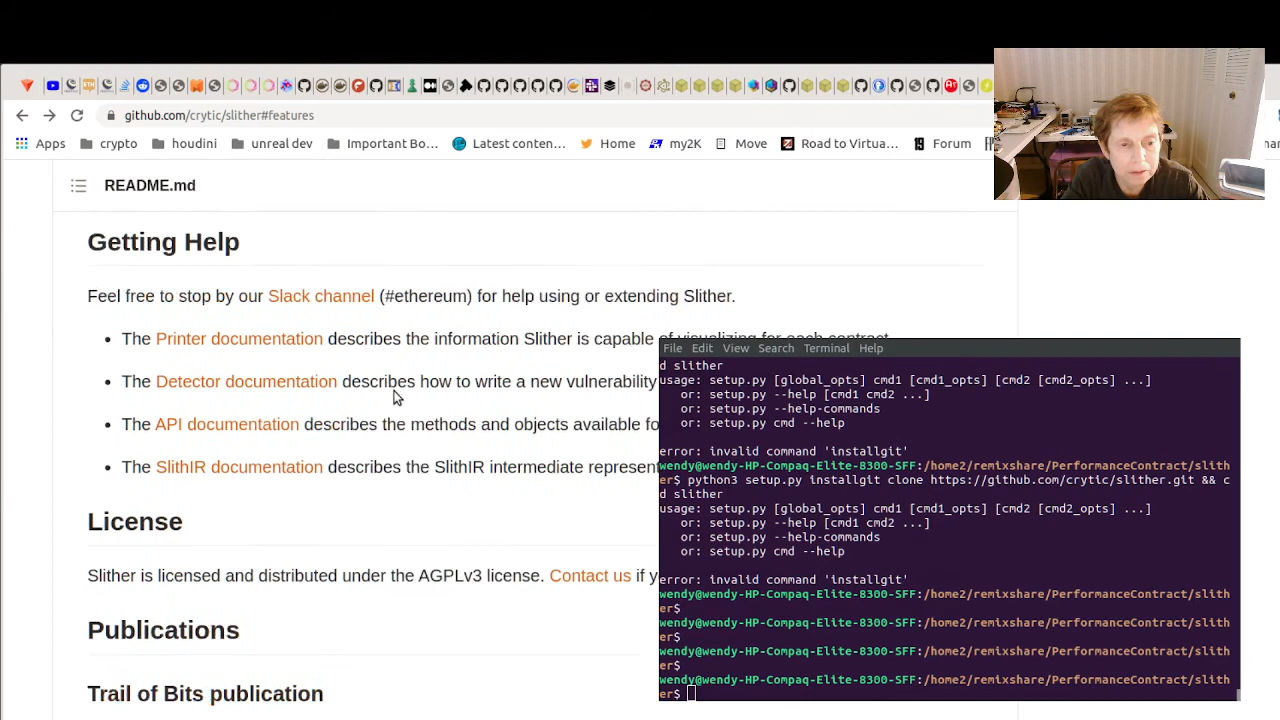 github.com/crytic/slither#features
Apps crypto houdini unreal dev Important Bo... Latest conten... Home my2K Move Road to Virtua... Forum
README.md
Getting Help
Feel free to stop by our Slack channel (#ethereum) for help using or extending Slither.
The Printer documentation describes the information Slither is capable of visualizing for each contract.
The Detector documentation describes how to write a new vulnerability
The API documentation describes the methods and objects available fo
The SlithIR documentation describes the SlithIR intermediate represent
License
Slither is licensed and distributed under the AGPLv3 license. Contact us if y
Publications
Trail of Bits publication
File Edit View Search Terminal Help
d slither
usage: setup.py [global_opts] cmd1 [cmd1_opts] [cmd2 [cmd2_opts] ...]
or: setup.py --help [cmd1 cmd2 ...]
or: setup.py --help-commands
or: setup.py cmd --help
error: invalid command 'installgit'
wendy@wendy-HP-Compaq-Elite-8300-SFF:/home2/remixshare/PerformanceContract/slith
er$ python3 setup.py installgit clone https://github.com/crytic/slither.git && c
d slither
usage: setup.py [global_opts] cmd1 [cmd1_opts] [cmd2 [cmd2_opts] ...]
or: setup.py --help [cmd1 cmd2 ...]
or: setup.py --help-commands
or: setup.py cmd --help
error: invalid command 'installgit'
wendy@wendy-HP-Compaq-Elite-8300-SFF:/home2/remixshare/PerformanceContract/slith
er$
wendy@wendy-HP-Compaq-Elite-8300-SFF:/home2/remixshare/PerformanceContract/slith
er$
wendy@wendy-HP-Compaq-Elite-8300-SFF:/home2/remixshare/PerformanceContract/slith
er$
wendy@wendy-HP-Compaq-Elite-8300-SFF:/home2/remixshare/PerformanceContract/slith
er$